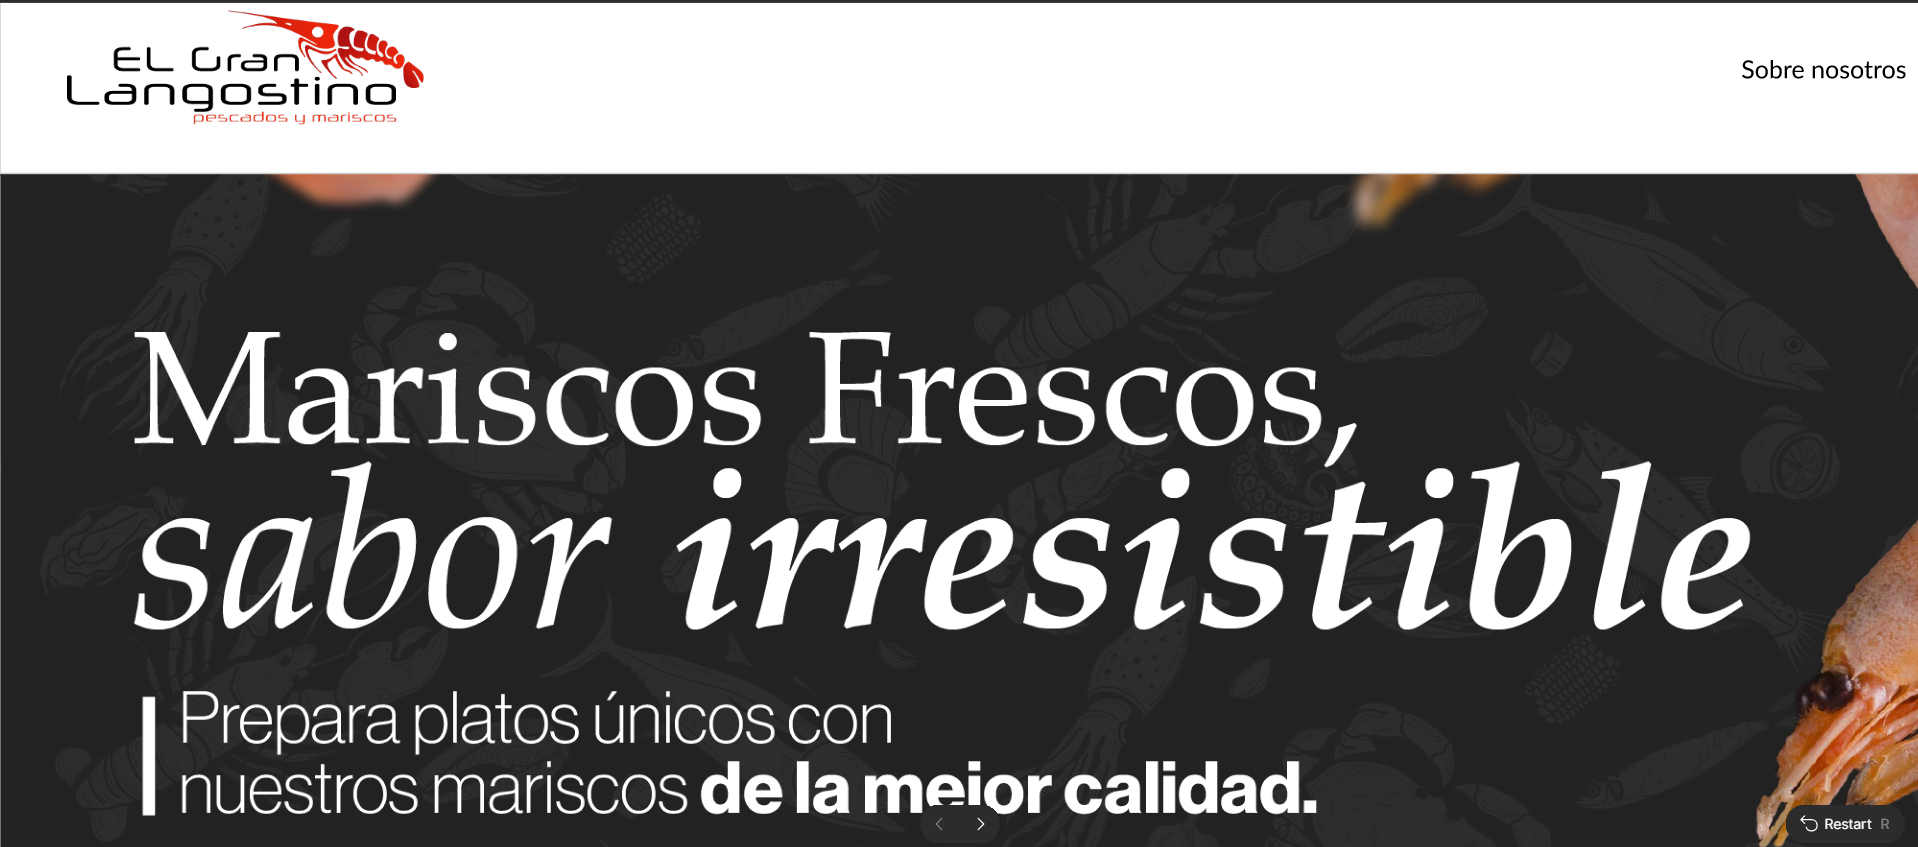 EL Gran
Langostino
pescados y mariscos
Sobre nosotros
Mariscos Frescos,
sabor irresistible
Prepara platos únicos con
nuestros mariscos de la mejor calidad.
Restart R